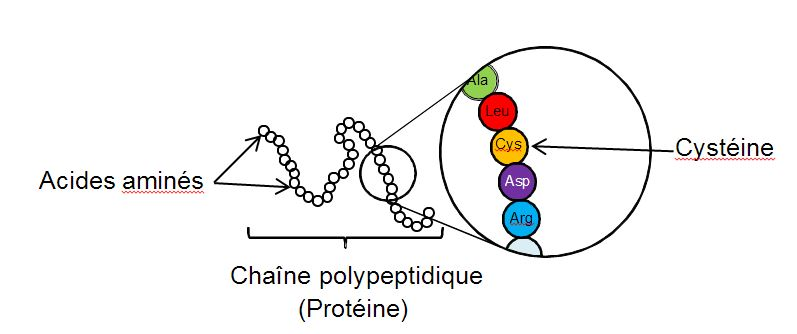 Ala
Leu
Cys
Cystéine
Asp
Acides aminés
Arg
Chaîne polypeptidique
(Protéine)